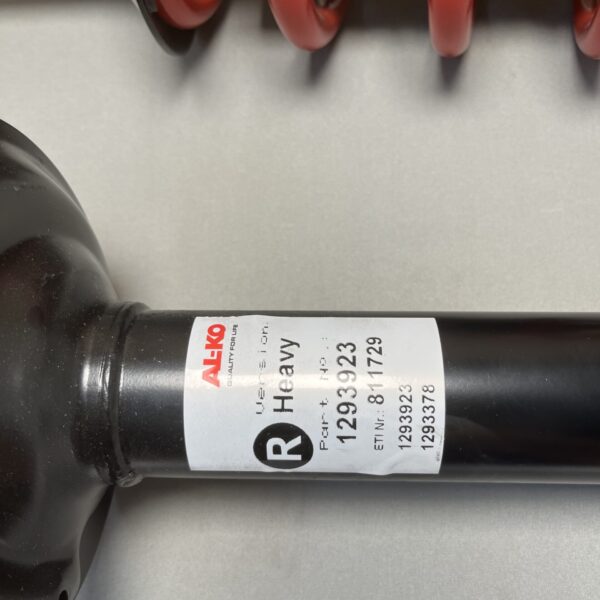 AL-KO
QUALITY FOR LIFE
Version:
R Heavy
Part No.:
1293923
ETI Nr.: 811729
1293923
1293378